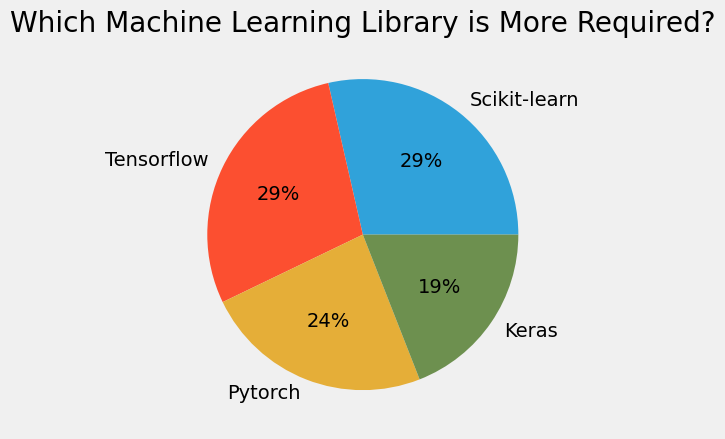 Which Machine Learning Library is More Required?
Scikit-learn
29%
Tensorflow
29%
Pytorch
24%
Keras
19%